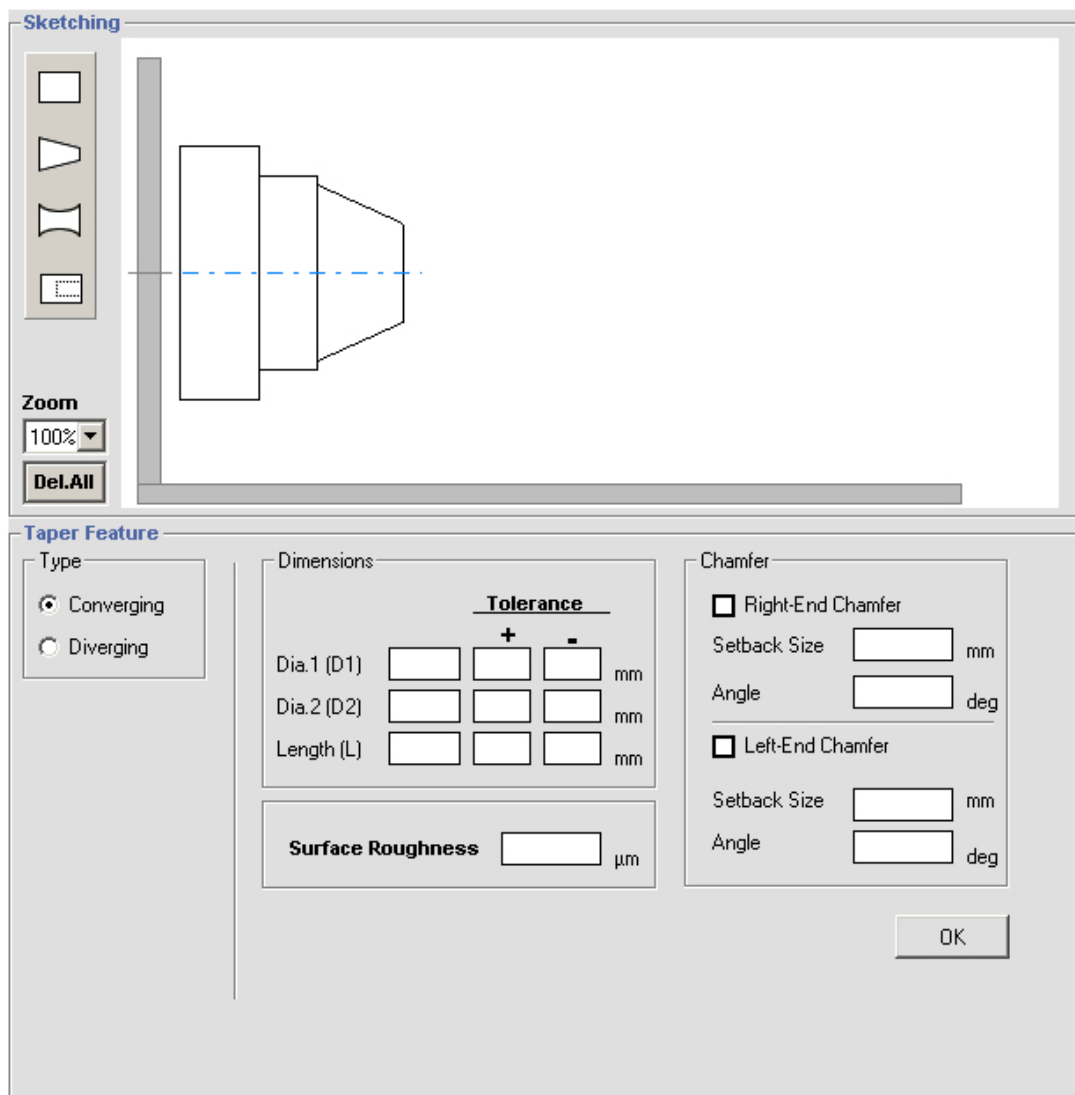 Sketching
Zoom
100%
Del.All
Taper Feature
Type
Converging
Diverging
Dimensions
Tolerance
+ -
Dia.1 (D1) mm
Dia.2 (D2) mm
Length (L) mm
Surface Roughness µm
Chamfer
Right-End Chamfer
Setback Size mm
Angle deg
Left-End Chamfer
Setback Size mm
Angle deg
OK